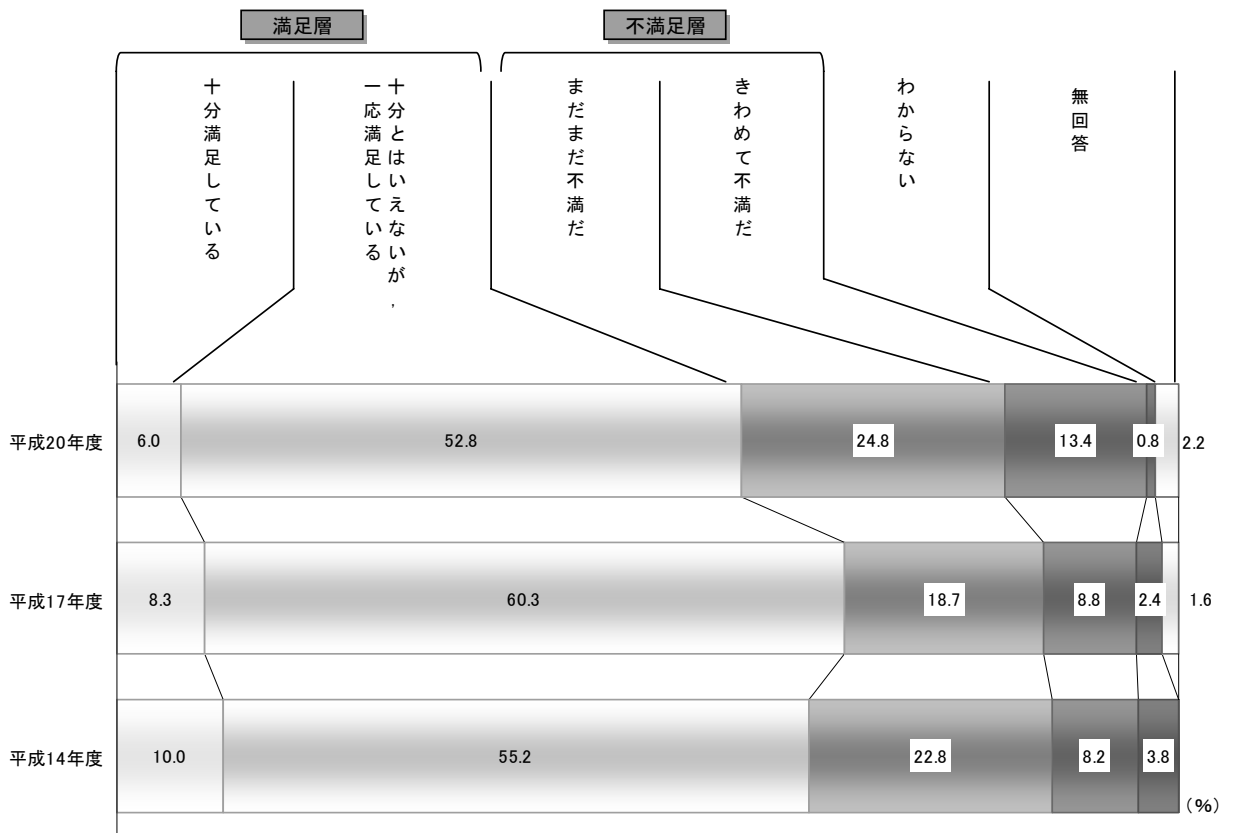 満足層
不満足層
十分満足している
十分とはいえないが，
一応満足している
まだまだ不満だ
きわめて不満だ
わからない
無回答
平成20年度
6.0
52.8
24.8
13.4
0.8
2.2
平成17年度
8.3
60.3
18.7
8.8
2.4
1.6
平成14年度
10.0
55.2
22.8
8.2
3.8
(%)